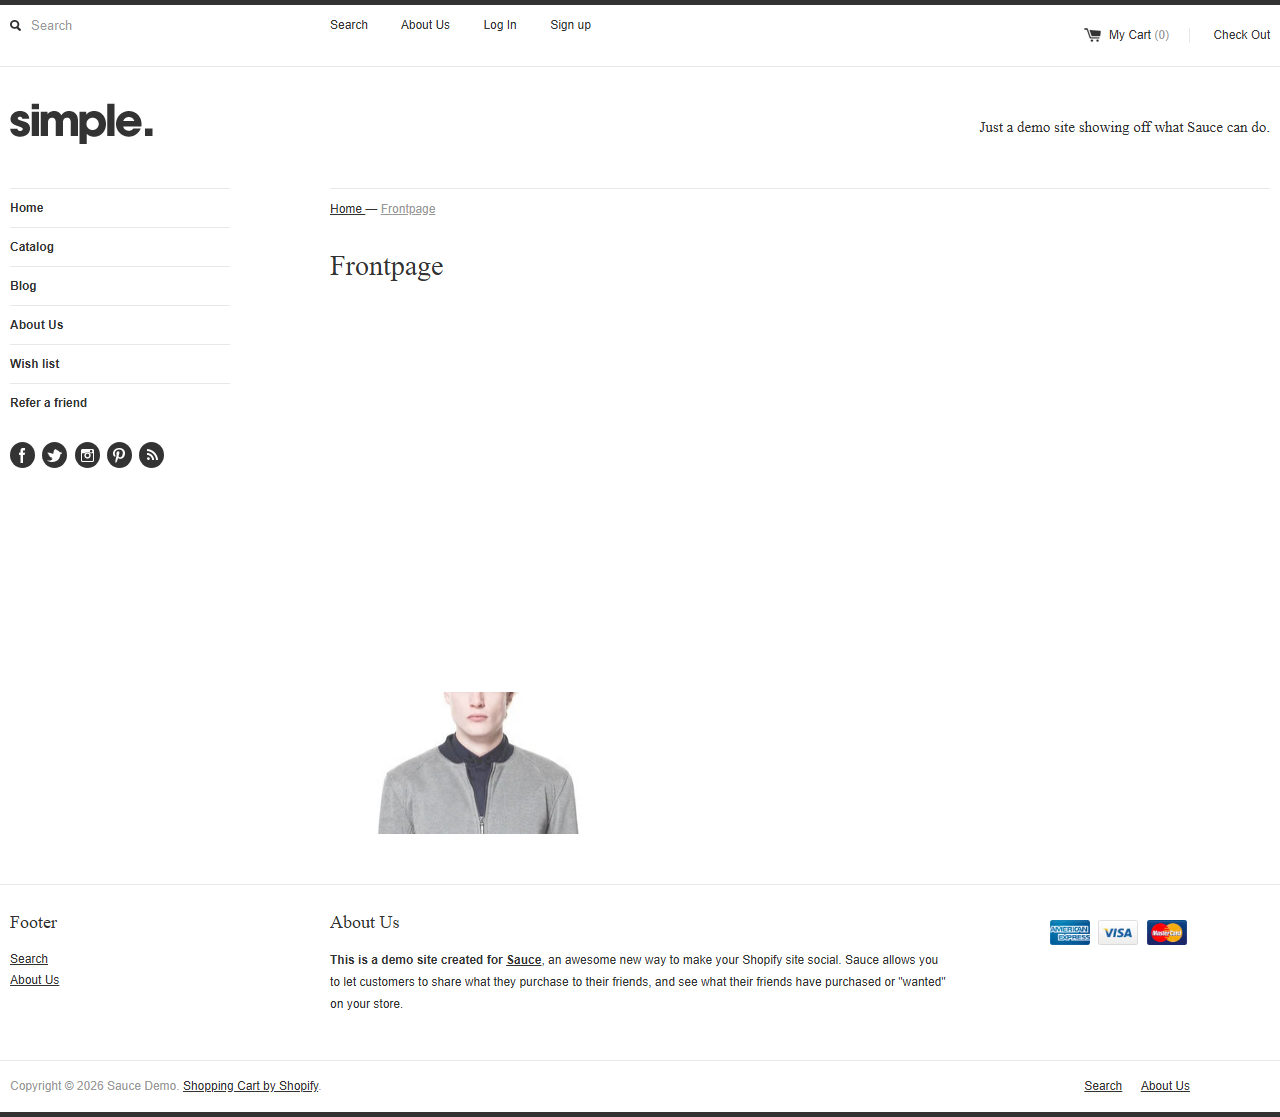 Search
Search About Us Log In Sign up
My Cart (0) Check Out
simple.
Just a demo site showing off what Sauce can do.
Home
Catalog
Blog
About Us
Wish list
Refer a friend
Home — Frontpage
Frontpage
Footer
Search
About Us
About Us
This is a demo site created for Sauce, an awesome new way to make your Shopify site social. Sauce allows you
to let customers to share what they purchase to their friends, and see what their friends have purchased or "wanted"
on your store.
AMERICAN EXPRESS VISA MasterCard
Copyright © 2026 Sauce Demo. Shopping Cart by Shopify.
Search About Us